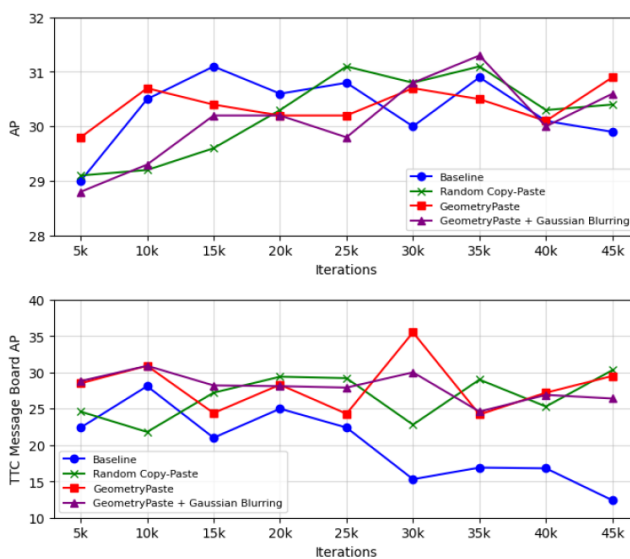 32
31
30
29
28
AP
Baseline
Random Copy-Paste
GeometryPaste
GeometryPaste + Gaussian Blurring
5k 10k 15k 20k 25k 30k 35k 40k 45k
Iterations
40
35
30
25
20
15
10
TTC Message Board AP
Baseline
Random Copy-Paste
GeometryPaste
GeometryPaste + Gaussian Blurring
5k 10k 15k 20k 25k 30k 35k 40k 45k
Iterations